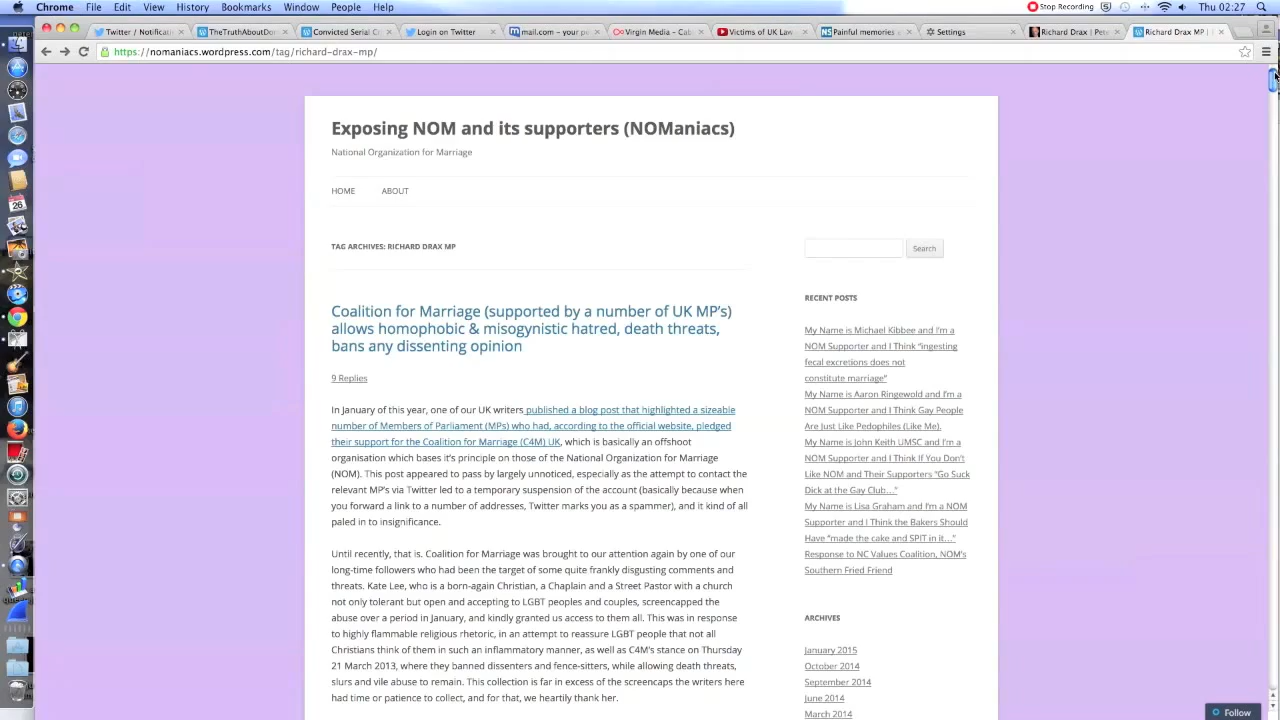 Chrome File Edit View History Bookmarks Window People Help
Stop Recording
Thu 02:27
Twitter / Notificat
TheTruthAboutDon
Convicted Serial C
Login on Twitter
mail.com – your p
Virgin Media – Cab
Victims of UK Law
Painful memories
Settings
Richard Drax | Pete
Richard Drax MP |
https://nomaniacs.wordpress.com/tag/richard-drax-mp/
26
Exposing NOM and its supporters (NOManiacs)
National Organization for Marriage
HOME ABOUT
TAG ARCHIVES: RICHARD DRAX MP
Coalition for Marriage (supported by a number of UK MP's)
allows homophobic & misogynistic hatred, death threats,
bans any dissenting opinion
9 Replies
In January of this year, one of our UK writers published a blog post that highlighted a sizeable
number of Members of Parliament (MPs) who had, according to the official website, pledged
their support for the Coalition for Marriage (C4M) UK, which is basically an offshoot
organisation which bases it's principle on those of the National Organization for Marriage
(NOM). This post appeared to pass by largely unnoticed, especially as the attempt to contact the
relevant MP's via Twitter led to a temporary suspension of the account (basically because when
you forward a link to a number of addresses, Twitter marks you as a spammer), and it kind of all
paled in to insignificance.
Until recently, that is. Coalition for Marriage was brought to our attention again by one of our
long-time followers who had been the target of some quite frankly disgusting comments and
threats. Kate Lee, who is a born-again Christian, a Chaplain and a Street Pastor with a church
not only tolerant but open and accepting to LGBT peoples and couples, screencapped the
abuse over a period in January, and kindly granted us access to them all. This was in response
to highly flammable religious rhetoric, in an attempt to reassure LGBT people that not all
Christians think of them in such an inflammatory manner, as well as C4M's stance on Thursday
21 March 2013, where they banned dissenters and fence-sitters, while allowing death threats,
slurs and vile abuse to remain. This collection is far in excess of the screencaps the writers here
had time or patience to collect, and for that, we heartily thank her.
Search
RECENT POSTS
My Name is Michael Kibbee and I'm a
NOM Supporter and I Think "ingesting
fecal excretions does not
constitute marriage"
My Name is Aaron Ringewold and I'm a
NOM Supporter and I Think Gay People
Are Just Like Pedophiles (Like Me).
My Name is John Keith UMSC and I'm a
NOM Supporter and I Think If You Don't
Like NOM and Their Supporters "Go Suck
Dick at the Gay Club…"
My Name is Lisa Graham and I'm a NOM
Supporter and I Think the Bakers Should
Have "made the cake and SPIT in it…"
Response to NC Values Coalition, NOM's
Southern Fried Friend
ARCHIVES
January 2015
October 2014
September 2014
June 2014
March 2014
Follow